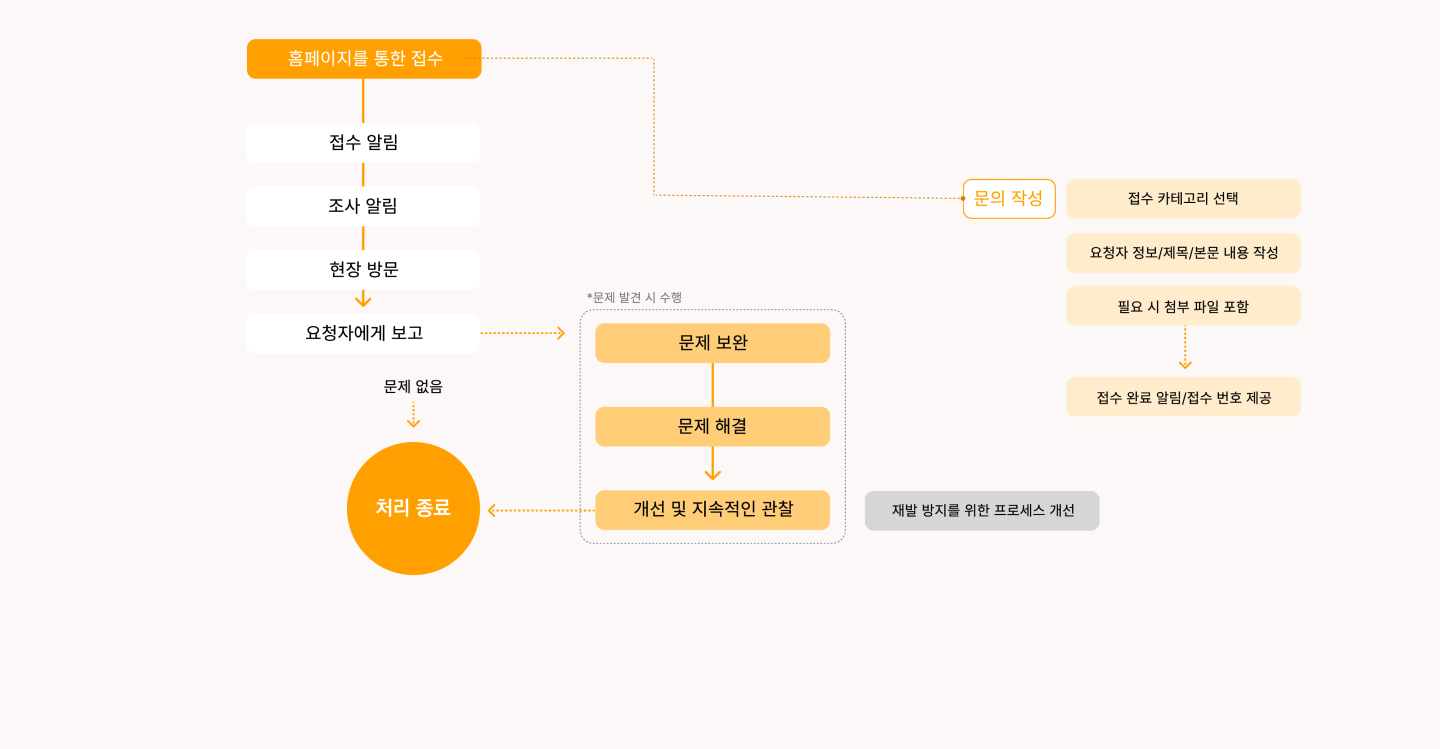 홈페이지를 통한 접수
접수 알림
조사 알림
현장 방문
요청자에게 보고
문제 없음
처리 종료
*문제 발견 시 수행
문제 보완
문제 해결
개선 및 지속적인 관찰
재발 방지를 위한 프로세스 개선
문의 작성
접수 카테고리 선택
요청자 정보/제목/본문 내용 작성
필요 시 첨부 파일 포함
접수 완료 알림/접수 번호 제공